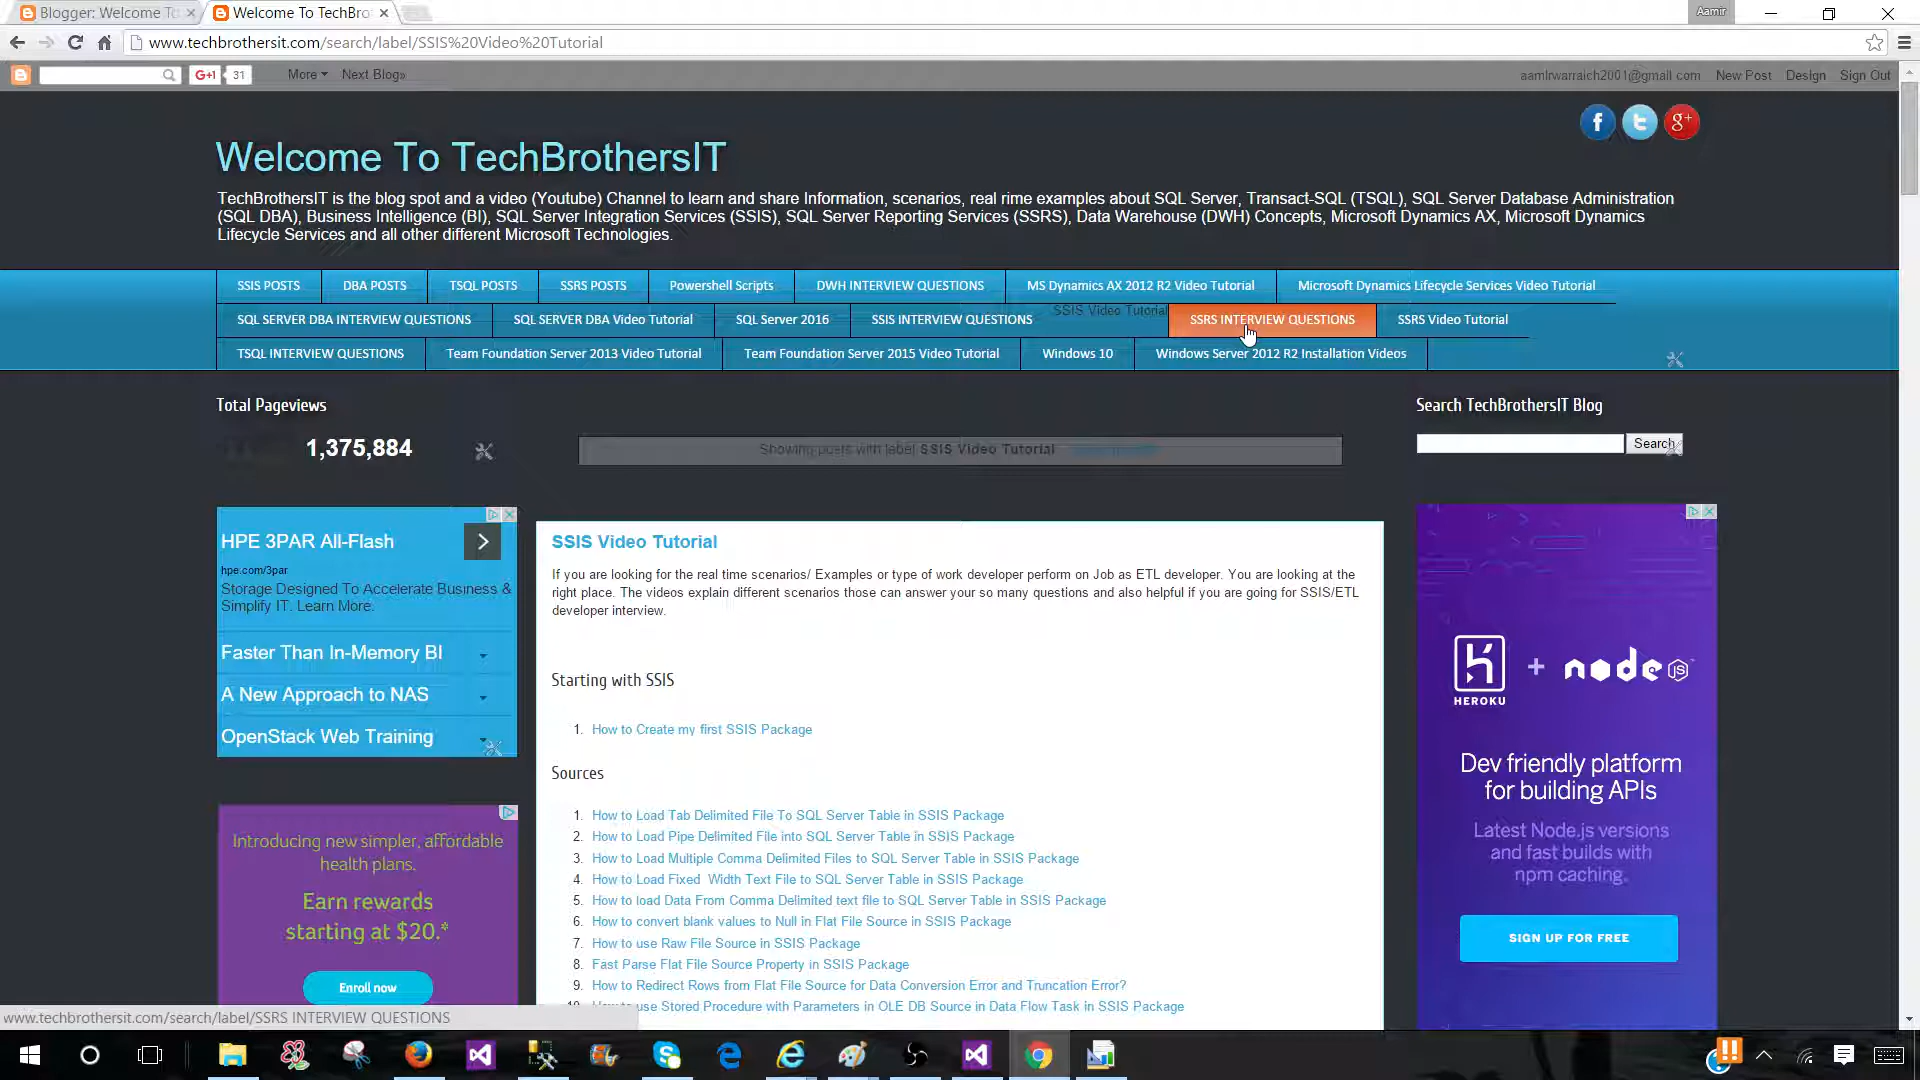 Blogger: Welcome To
Welcome To TechBro
Aamir
www.techbrothersit.com/search/label/SSIS%20Video%20Tutorial
G+1 31 More Next Blog»
aamirwarraich2001@gmail.com New Post Design Sign Out
Welcome To TechBrothersIT
TechBrothersIT is the blog spot and a video (Youtube) Channel to learn and share Information, scenarios, real rime examples about SQL Server, Transact-SQL (TSQL), SQL Server Database Administration
(SQL DBA), Business Intelligence (BI), SQL Server Integration Services (SSIS), SQL Server Reporting Services (SSRS), Data Warehouse (DWH) Concepts, Microsoft Dynamics AX, Microsoft Dynamics
Lifecycle Services and all other different Microsoft Technologies.
SSIS POSTS DBA POSTS TSQL POSTS SSRS POSTS Powershell Scripts DWH INTERVIEW QUESTIONS MS Dynamics AX 2012 R2 Video Tutorial Microsoft Dynamics Lifecycle Services Video Tutorial
SQL SERVER DBA INTERVIEW QUESTIONS SQL SERVER DBA Video Tutorial SQL Server 2016 SSIS INTERVIEW QUESTIONS SSIS Video Tutorial SSRS INTERVIEW QUESTIONS SSRS Video Tutorial
TSQL INTERVIEW QUESTIONS Team Foundation Server 2013 Video Tutorial Team Foundation Server 2015 Video Tutorial Windows 10 Windows Server 2012 R2 Installation Videos
Total Pageviews
1,375,884
Showing posts with label SSIS Video Tutorial
Search TechBrothersIT Blog
Search
HPE 3PAR All-Flash
hpe.com/3par
Storage Designed To Accelerate Business &
Simplify IT. Learn More.
Faster Than In-Memory BI
A New Approach to NAS
OpenStack Web Training
Introducing new simpler, affordable
health plans.
Earn rewards
starting at $20.*
Enroll now
SSIS Video Tutorial
If you are looking for the real time scenarios/ Examples or type of work developer perform on Job as ETL developer. You are looking at the
right place. The videos explain different scenarios those can answer your so many questions and also helpful if you are going for SSIS/ETL
developer interview.
Starting with SSIS
1. How to Create my first SSIS Package
Sources
1. How to Load Tab Delimited File To SQL Server Table in SSIS Package
2. How to Load Pipe Delimited File into SQL Server Table in SSIS Package
3. How to Load Multiple Comma Delimited Files to SQL Server Table in SSIS Package
4. How to Load Fixed Width Text File to SQL Server Table in SSIS Package
5. How to load Data From Comma Delimited text file to SQL Server Table in SSIS Package
6. How to convert blank values to Null in Flat File Source in SSIS Package
7. How to use Raw File Source in SSIS Package
8. Fast Parse Flat File Source Property in SSIS Package
9. How to Redirect Rows from Flat File Source for Data Conversion Error and Truncation Error?
10. How to use Stored Procedure with Parameters in OLE DB Source in Data Flow Task in SSIS Package
HEROKU + node JS
Dev friendly platform
for building APIs
Latest Node.js versions
and fast builds with
npm caching.
SIGN UP FOR FREE
www.techbrothersit.com/search/label/SSRS INTERVIEW QUESTIONS